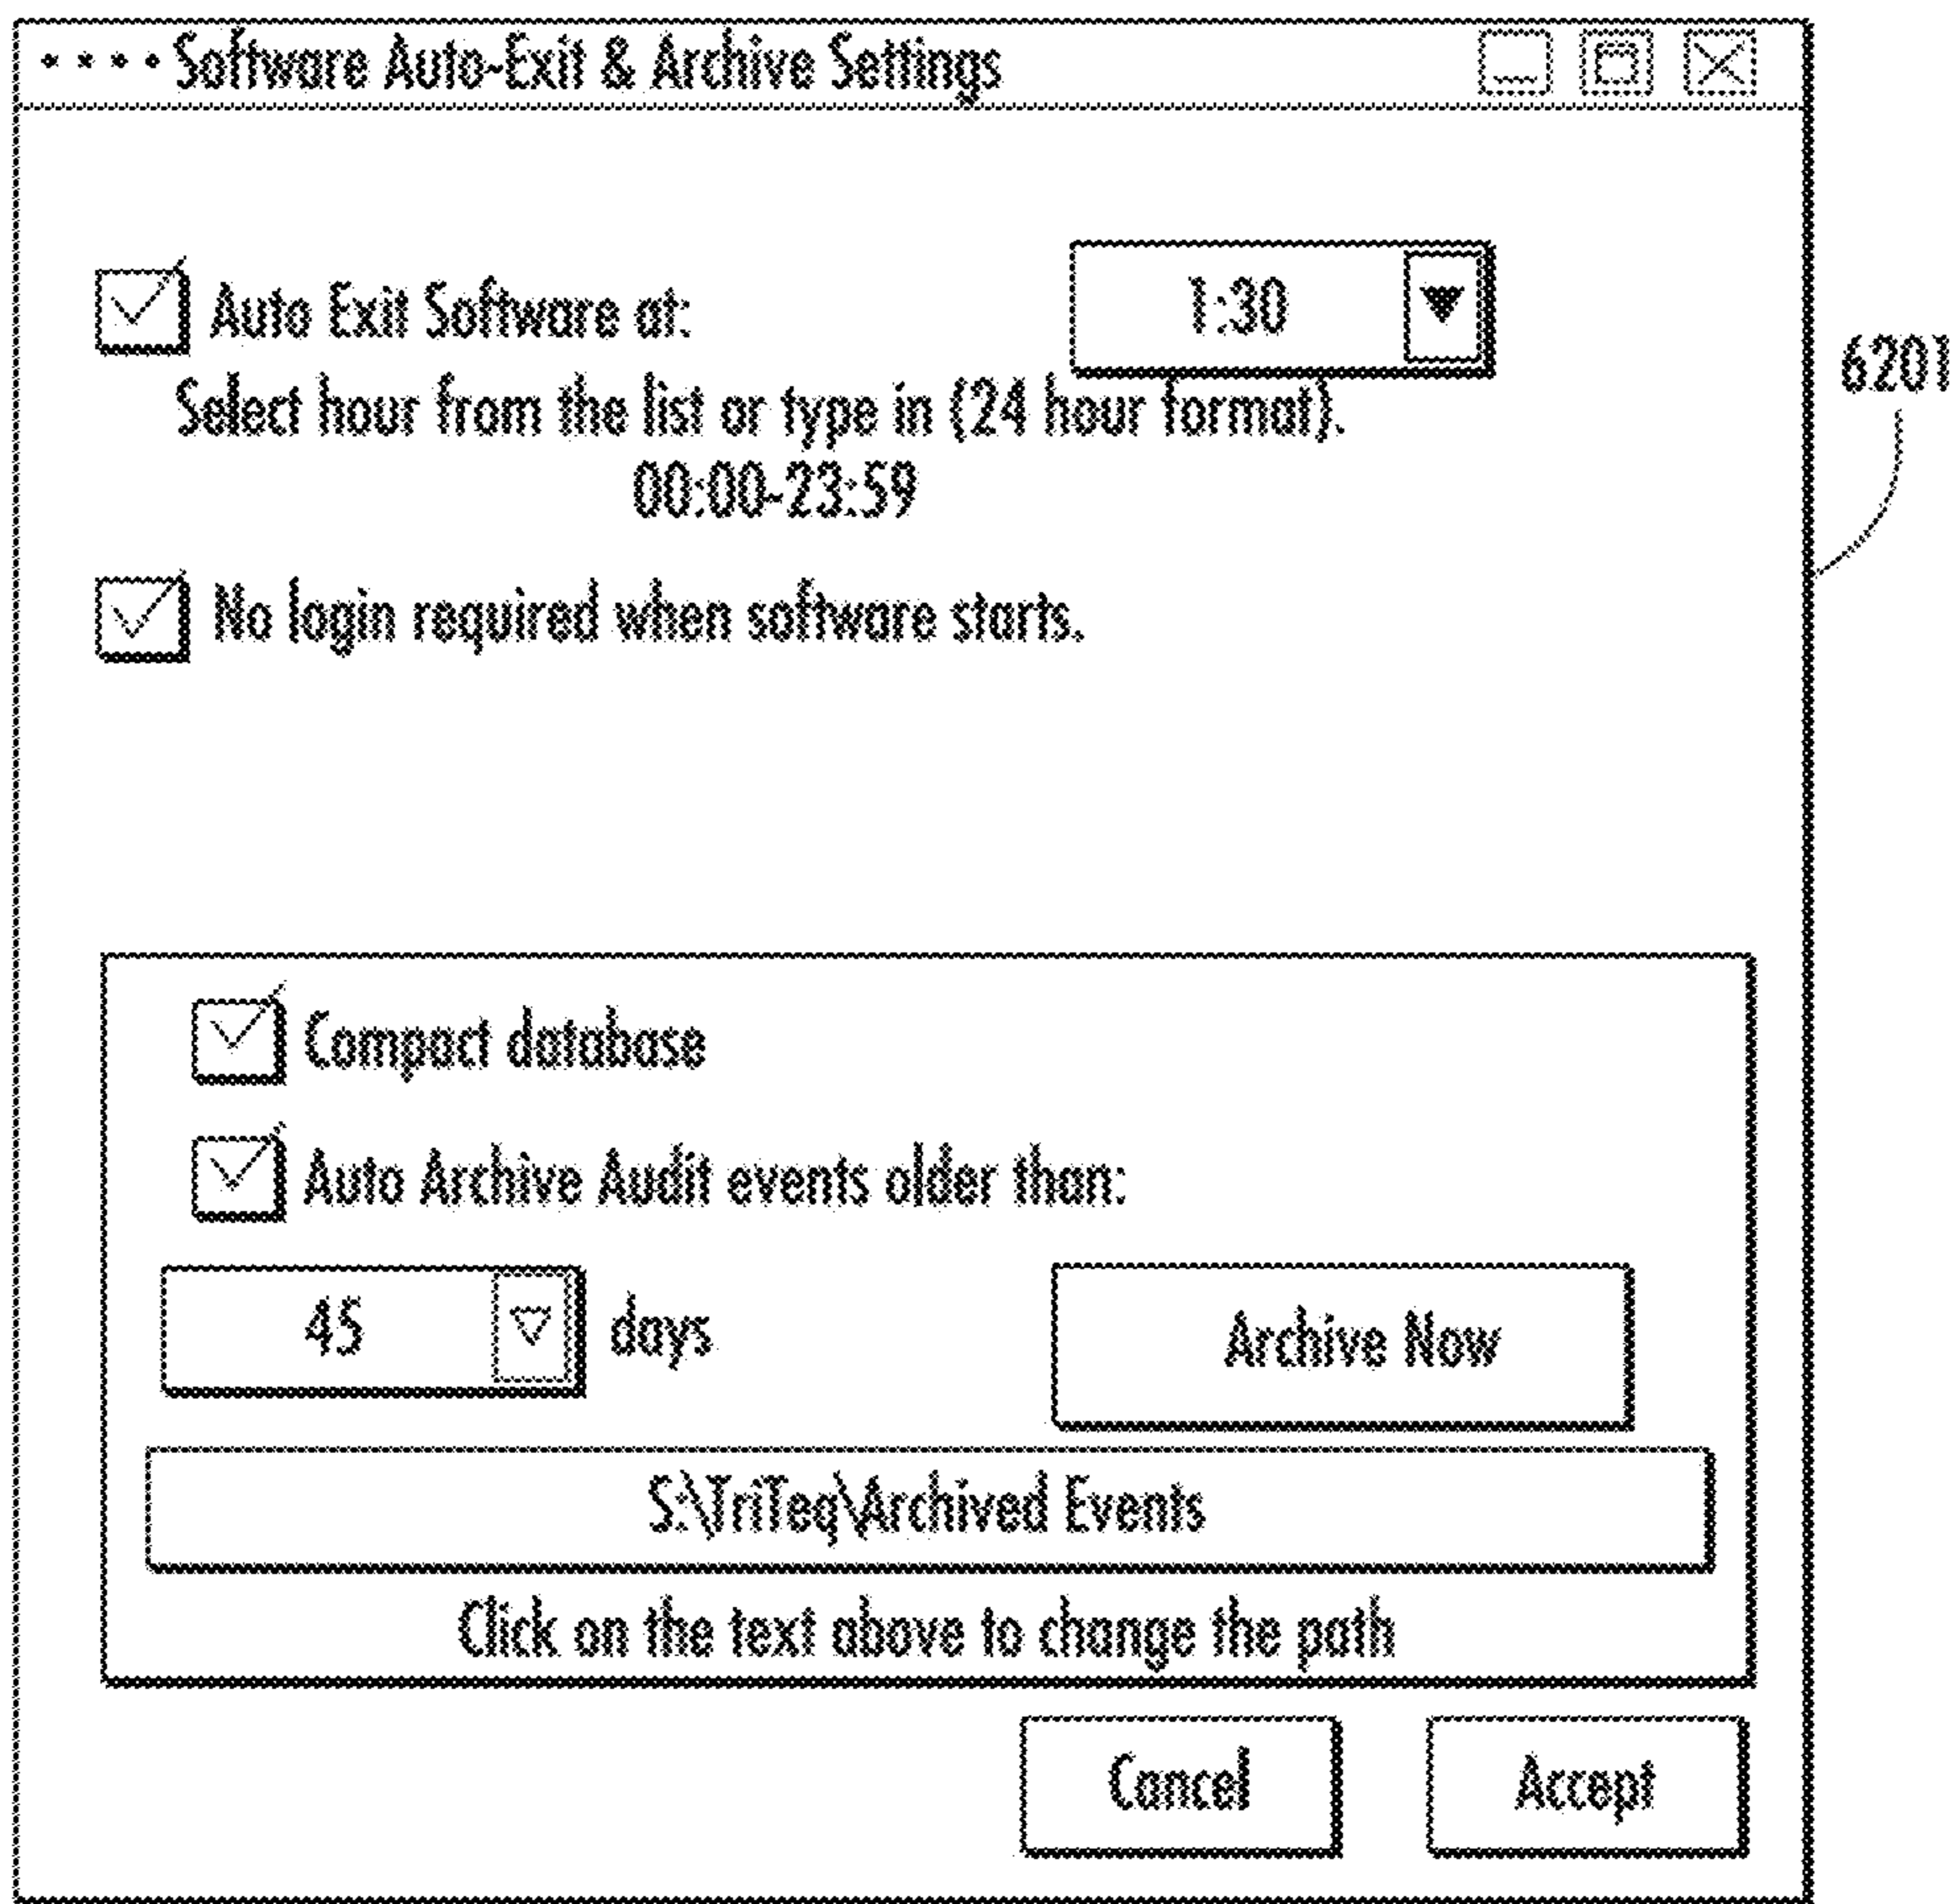 Software Auto-Exit & Archive Settings
Auto Exit Software at:
1:30
6201
Select hour from the list or type in (24 hour format).
00:00-23:59
No login required when software starts.
Compact database
Auto Archive Audit events older than:
45
days
Archive Now
S:\TriTeq\Archived Events
Click on the text above to change the path
Cancel
Accept